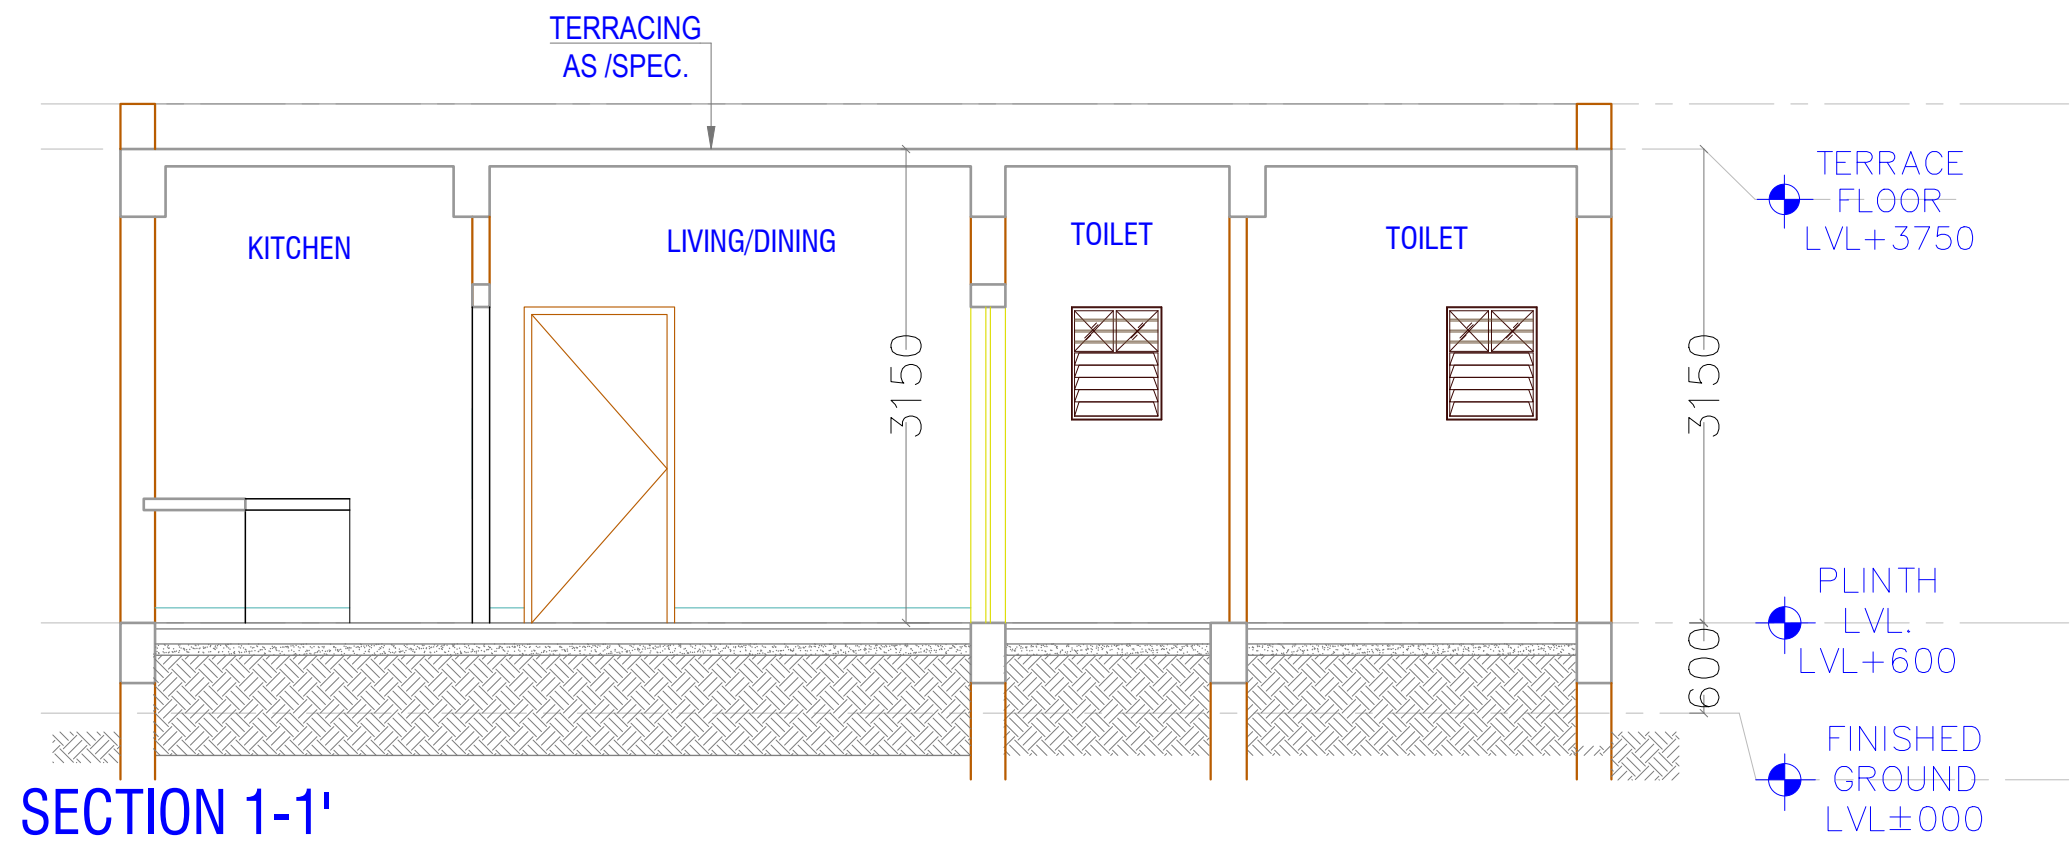 TERRACING
AS /SPEC.
TERRACE
FLOOR
LVL+3750
KITCHEN
LIVING/DINING
TOILET
TOILET
3150
3150
PLINTH
LVL.
LVL+600
600
FINISHED
GROUND
LVL±000
SECTION 1-1'